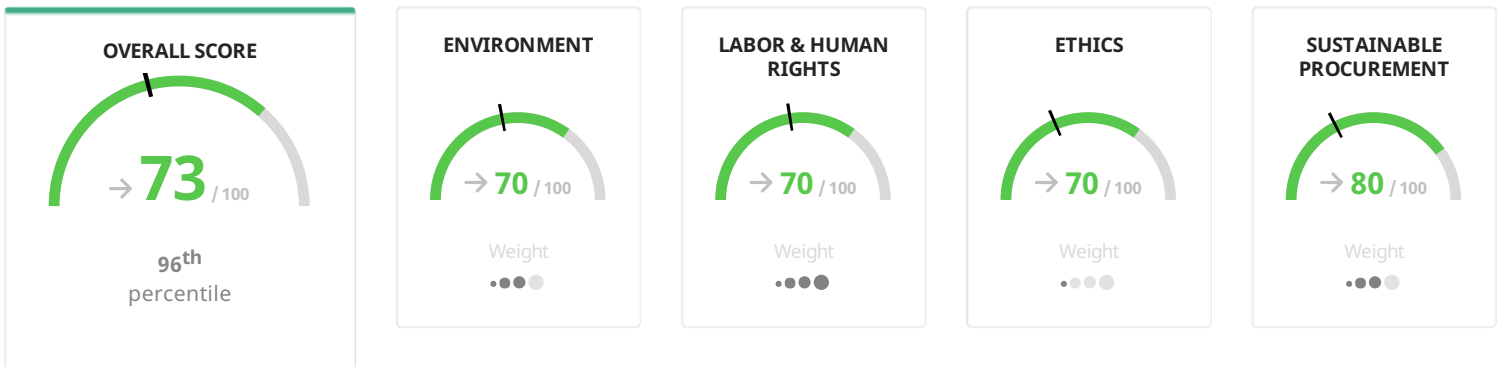 OVERALL SCORE
→ 73 / 100
96th
percentile
ENVIRONMENT
→ 70 / 100
Weight
LABOR & HUMAN
RIGHTS
→ 70 / 100
Weight
ETHICS
→ 70 / 100
Weight
SUSTAINABLE
PROCUREMENT
→ 80 / 100
Weight